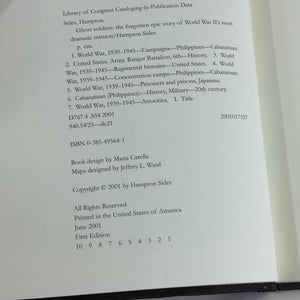 Library of Congress Cataloging-in-Publication Data
Sides, Hampton.
Ghost soldiers: the forgotten epic story of World War II's most
dramatic mission/Hampton Sides.
p. cm.
1. World War, 1939–1945—Campaigns—Philippines—Cabanatuan.
2. United States. Army. Ranger Battalion, 6th—History. 3. World
War, 1939–1945—Regimental histories—United States. 4. World
War, 1939–1945—Concentration camps—Philippines—Cabanatuan.
5. World War, 1939–1945—Prisoners and prisons, Japanese.
6. Cabanatuan (Philippines)—History, Military—20th century.
7. World War, 1939–1945—Atrocities. I. Title.
D767.4 .S54 2001
940.54'25—dc21 2001017337
ISBN 0-385-49564-1
Book design by Maria Carella
Maps designed by Jeffrey L. Ward
Copyright © 2001 by Hampton Sides
All Rights Reserved
Printed in the United States of America
June 2001
First Edition
10 9 8 7 6 5 4 3 2 1